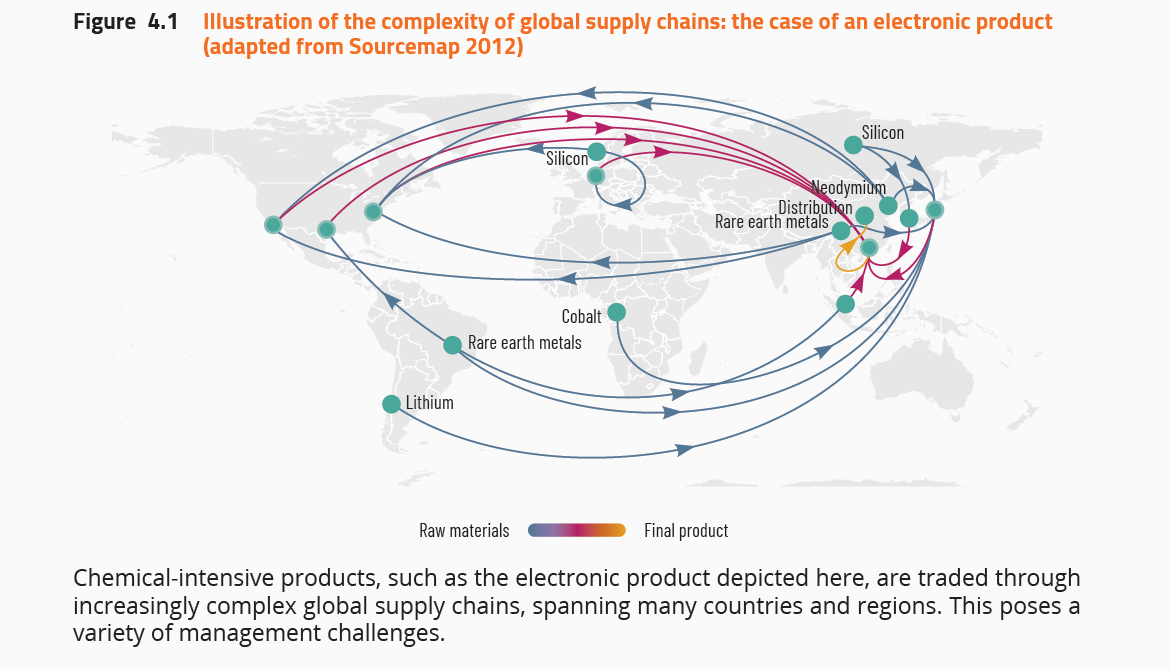 Figure 4.1 Illustration of the complexity of global supply chains: the case of an electronic product
(adapted from Sourcemap 2012)
Silicon
Silicon
Neodymium
Distribution
Rare earth metals
Cobalt
Rare earth metals
Lithium
Raw materials Final product
Chemical-intensive products, such as the electronic product depicted here, are traded through
increasingly complex global supply chains, spanning many countries and regions. This poses a
variety of management challenges.